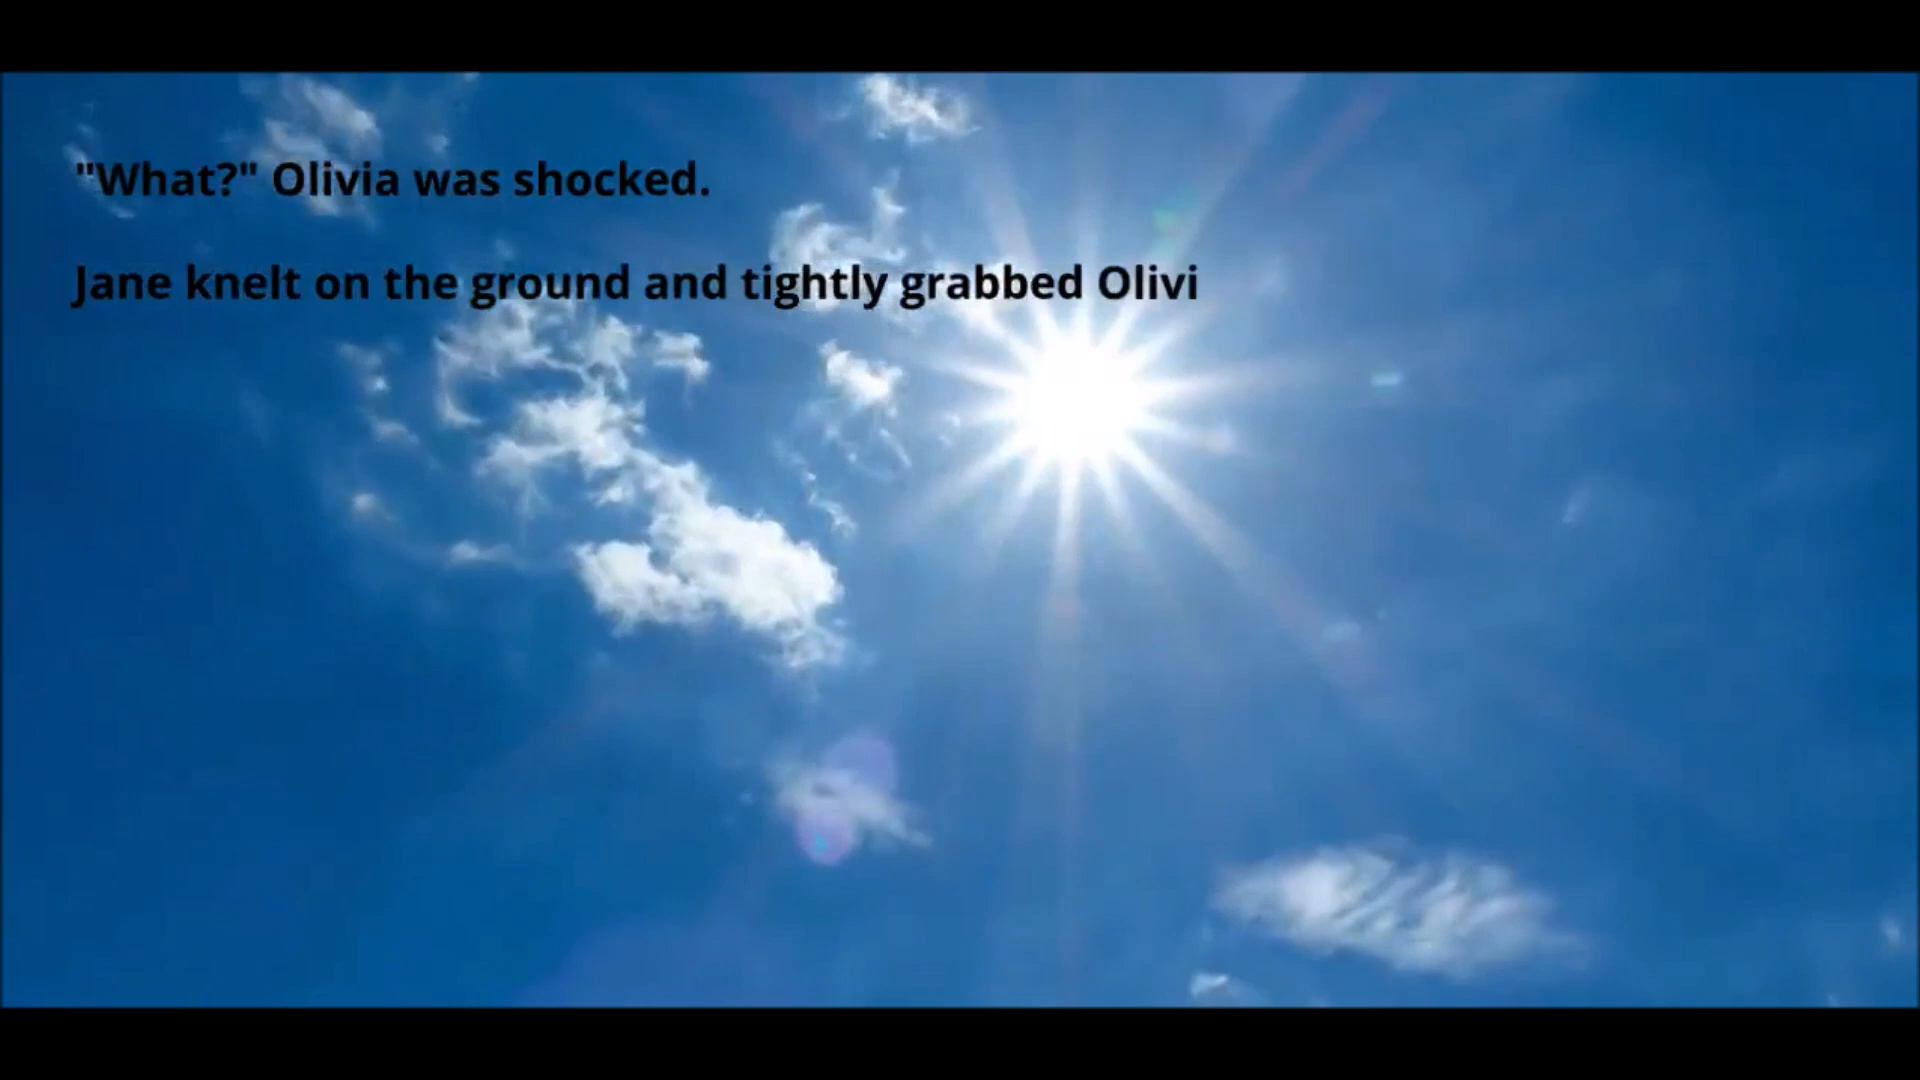 "What?" Olivia was shocked.
Jane knelt on the ground and tightly grabbed Olivi